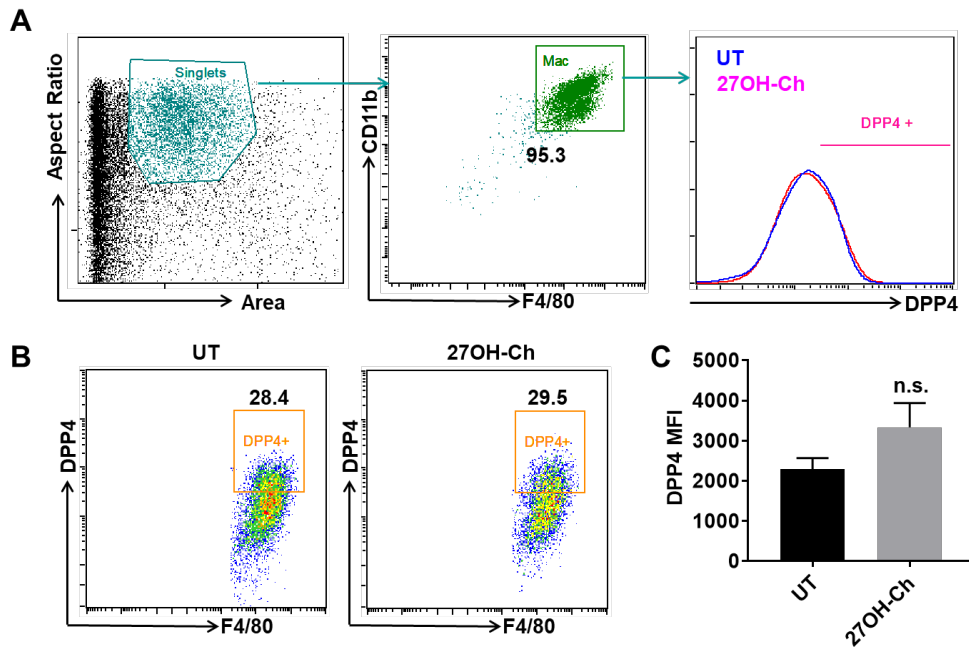 A
Aspect Ratio
Area
Singlets
CD11b
F4/80
Mac
95.3
UT
27OH-Ch
DPP4 +
DPP4
B
UT
28.4
DPP4+
DPP4
F4/80
27OH-Ch
29.5
DPP4+
DPP4
F4/80
C
DPP4 MFI
5000
4000
3000
2000
1000
0
n.s.
UT
27OH-Ch